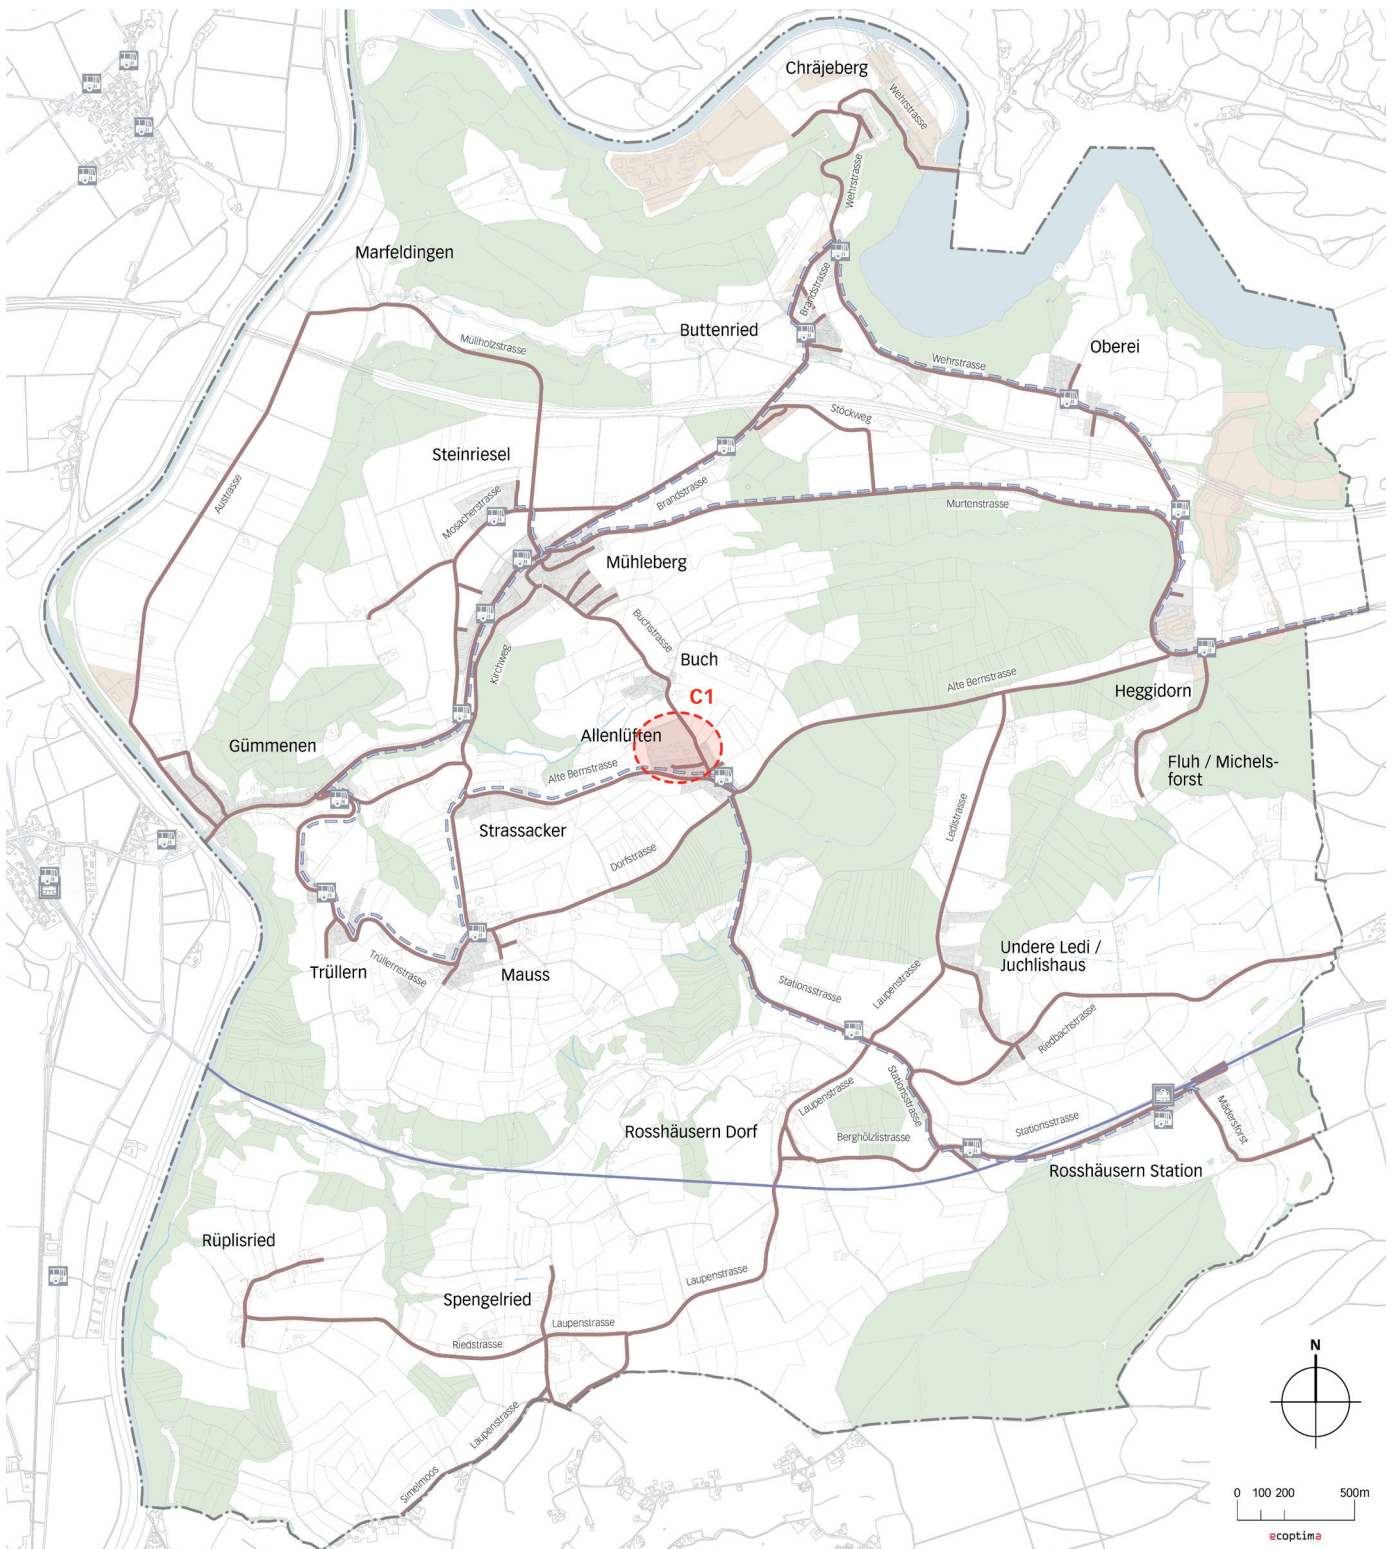 Chräjeberg
Wehrstrasse
Wehrstrasse
Marfeldingen
Brandstrasse
Buttenried
Müliholzstrasse
Oberei
Wehrstrasse
Stöckweg
Steinriesel
Austrasse
Mosacherstrasse
Brandstrasse
Murtenstrasse
Mühleberg
Buchstrasse
Kirchweg
Buch
C1
Alte Bernstrasse
Heggidorn
Allenlüften
Gümmenen
Fluh / Michels-
forst
Alte Bernstrasse
Strassacker
Ledistrasse
Dorfstrasse
Undere Ledi /
Juchlishaus
Trüllern
Trüllernstrasse
Mauss
Stationsstrasse
Laupenstrasse
Riedbachstrasse
Stationsstrasse
Laupenstrasse
Mädersforst
Stationsstrasse
Rosshäusern Dorf
Berghölzlistrasse
Rosshäusern Station
Rüplisried
Laupenstrasse
Spengelried
Laupenstrasse
Riedstrasse
N
Laupenstrasse
Simelmoos
0 100 200 500m
ecoptima